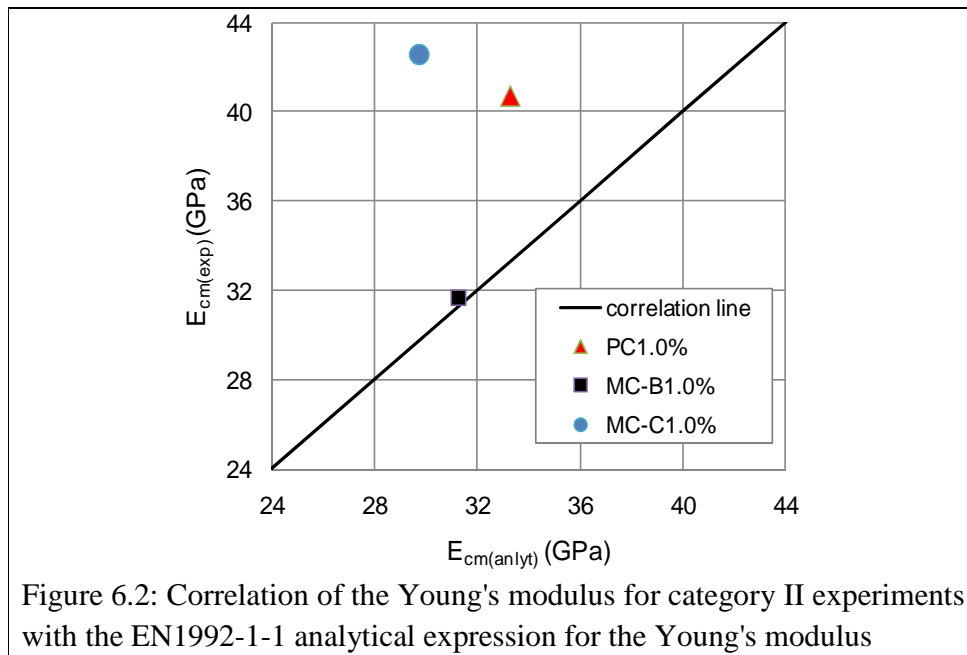 44
40
36
32
28
24
E_cm(exp) (GPa)
correlation line
PC1.0%
MC-B1.0%
MC-C1.0%
24 28 32 36 40 44
E_cm(anlyt) (GPa)
Figure 6.2: Correlation of the Young's modulus for category II experiments
with the EN1992-1-1 analytical expression for the Young's modulus